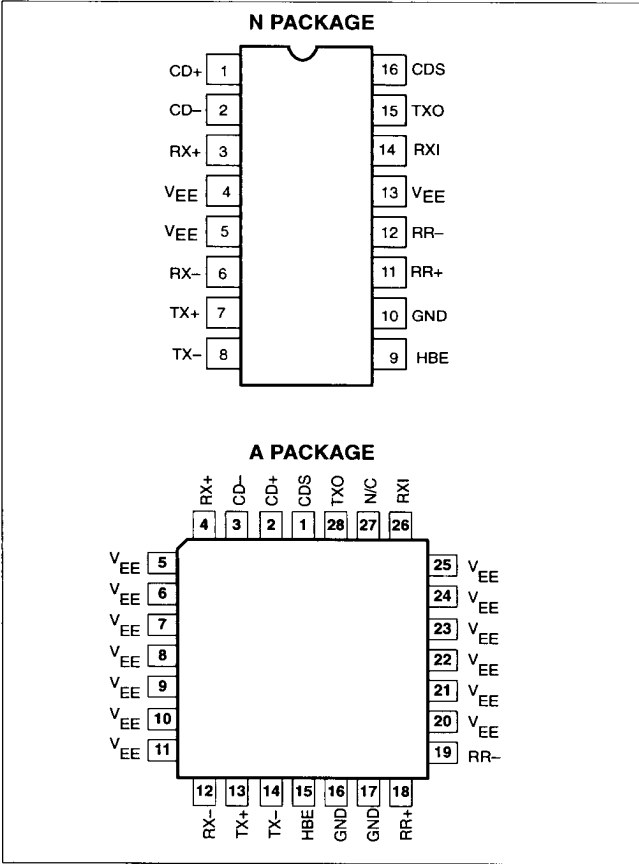 N PACKAGE
CD+ 1 16 CDS
CD– 2 15 TXO
RX+ 3 14 RXI
VEE 4 13 VEE
VEE 5 12 RR–
RX– 6 11 RR+
TX+ 7 10 GND
TX– 8 9 HBE
A PACKAGE
RX+ CD– CD+ CDS TXO N/C RXI
4 3 2 1 28 27 26
VEE 5 25 VEE
VEE 6 24 VEE
VEE 7 23 VEE
VEE 8 22 VEE
VEE 9 21 VEE
VEE 10 20 VEE
VEE 11 19 RR–
12 13 14 15 16 17 18
RX– TX+ TX– HBE GND GND RR+